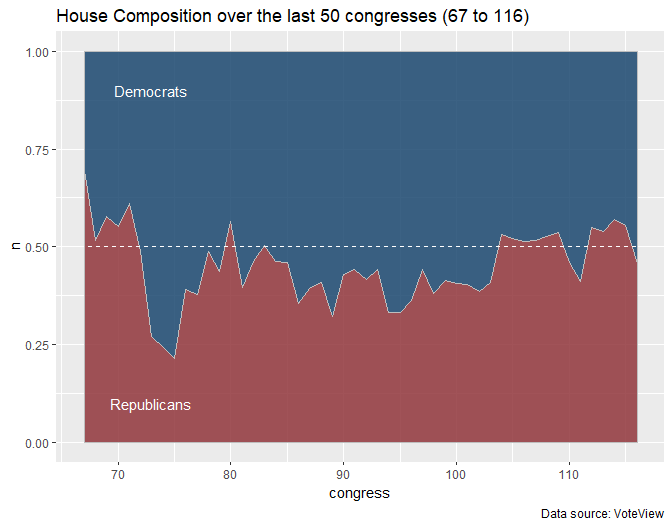 House Composition over the last 50 congresses (67 to 116)
1.00
Democrats
0.75
n
0.50
0.25
Republicans
0.00
70 80 90 100 110
congress
Data source: VoteView